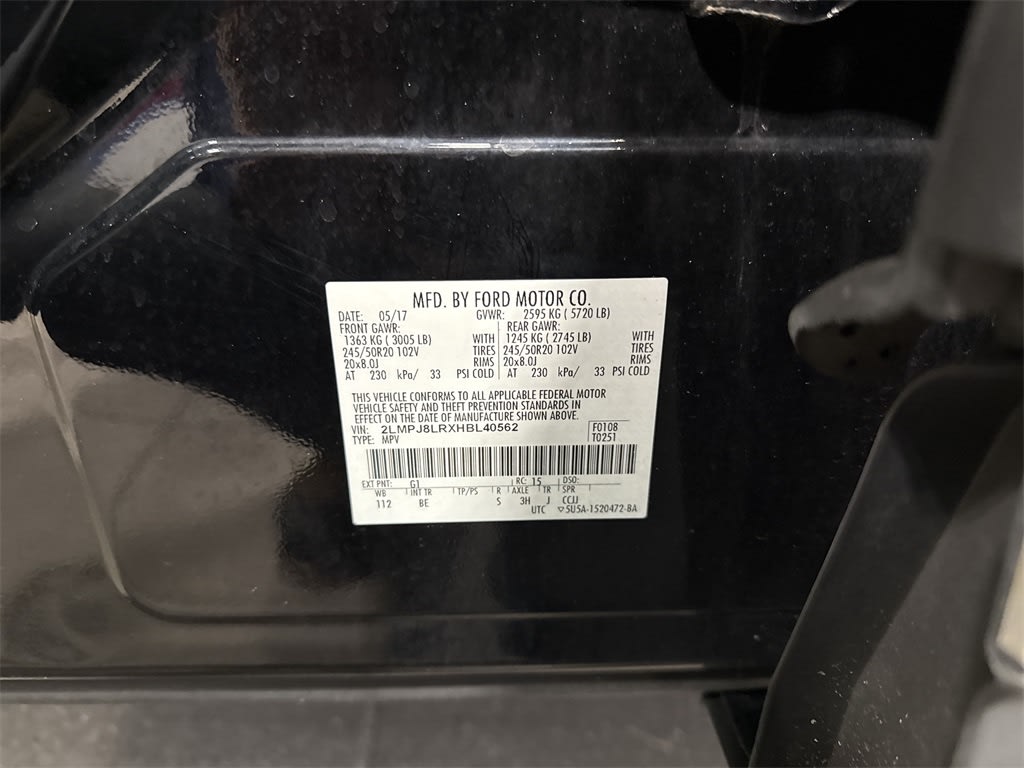 MFD. BY FORD MOTOR CO.
DATE: 05/17 GVWR: 2595 KG ( 5720 LB)
FRONT GAWR: REAR GAWR:
1363 KG ( 3005 LB) WITH 1245 KG ( 2745 LB) WITH
245/50R20 102V TIRES 245/50R20 102V TIRES
20x8.0J RIMS 20x8.0J RIMS
AT 230 kPa/ 33 PSI COLD AT 230 kPa/ 33 PSI COLD
THIS VEHICLE CONFORMS TO ALL APPLICABLE FEDERAL MOTOR
VEHICLE SAFETY AND THEFT PREVENTION STANDARDS IN
EFFECT ON THE DATE OF MANUFACTURE SHOWN ABOVE.
VIN: 2LMPJ8LRXHBL40562 F0108
TYPE: MPV T0251
EXT PNT: G1 RC: 15 DSO:
WB INT TR TP/PS R AXLE TR SPR
112 BE S 3H J CCJJ
UTC ▽5U5A-1520472-BA